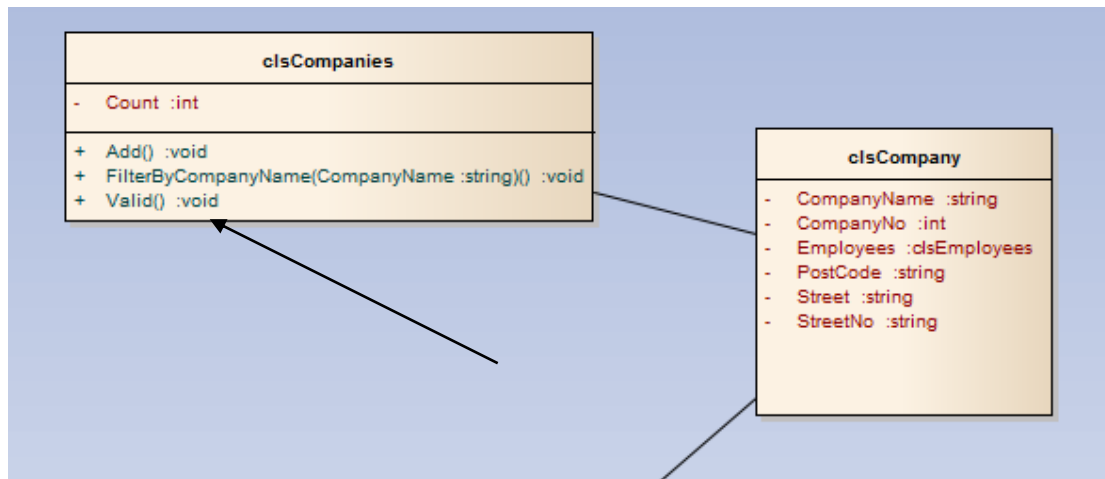 clsCompanies
- Count :int
+ Add() :void
+ FilterByCompanyName(CompanyName :string)() :void
+ Valid() :void
clsCompany
- CompanyName :string
- CompanyNo :int
- Employees :clsEmployees
- PostCode :string
- Street :string
- StreetNo :string